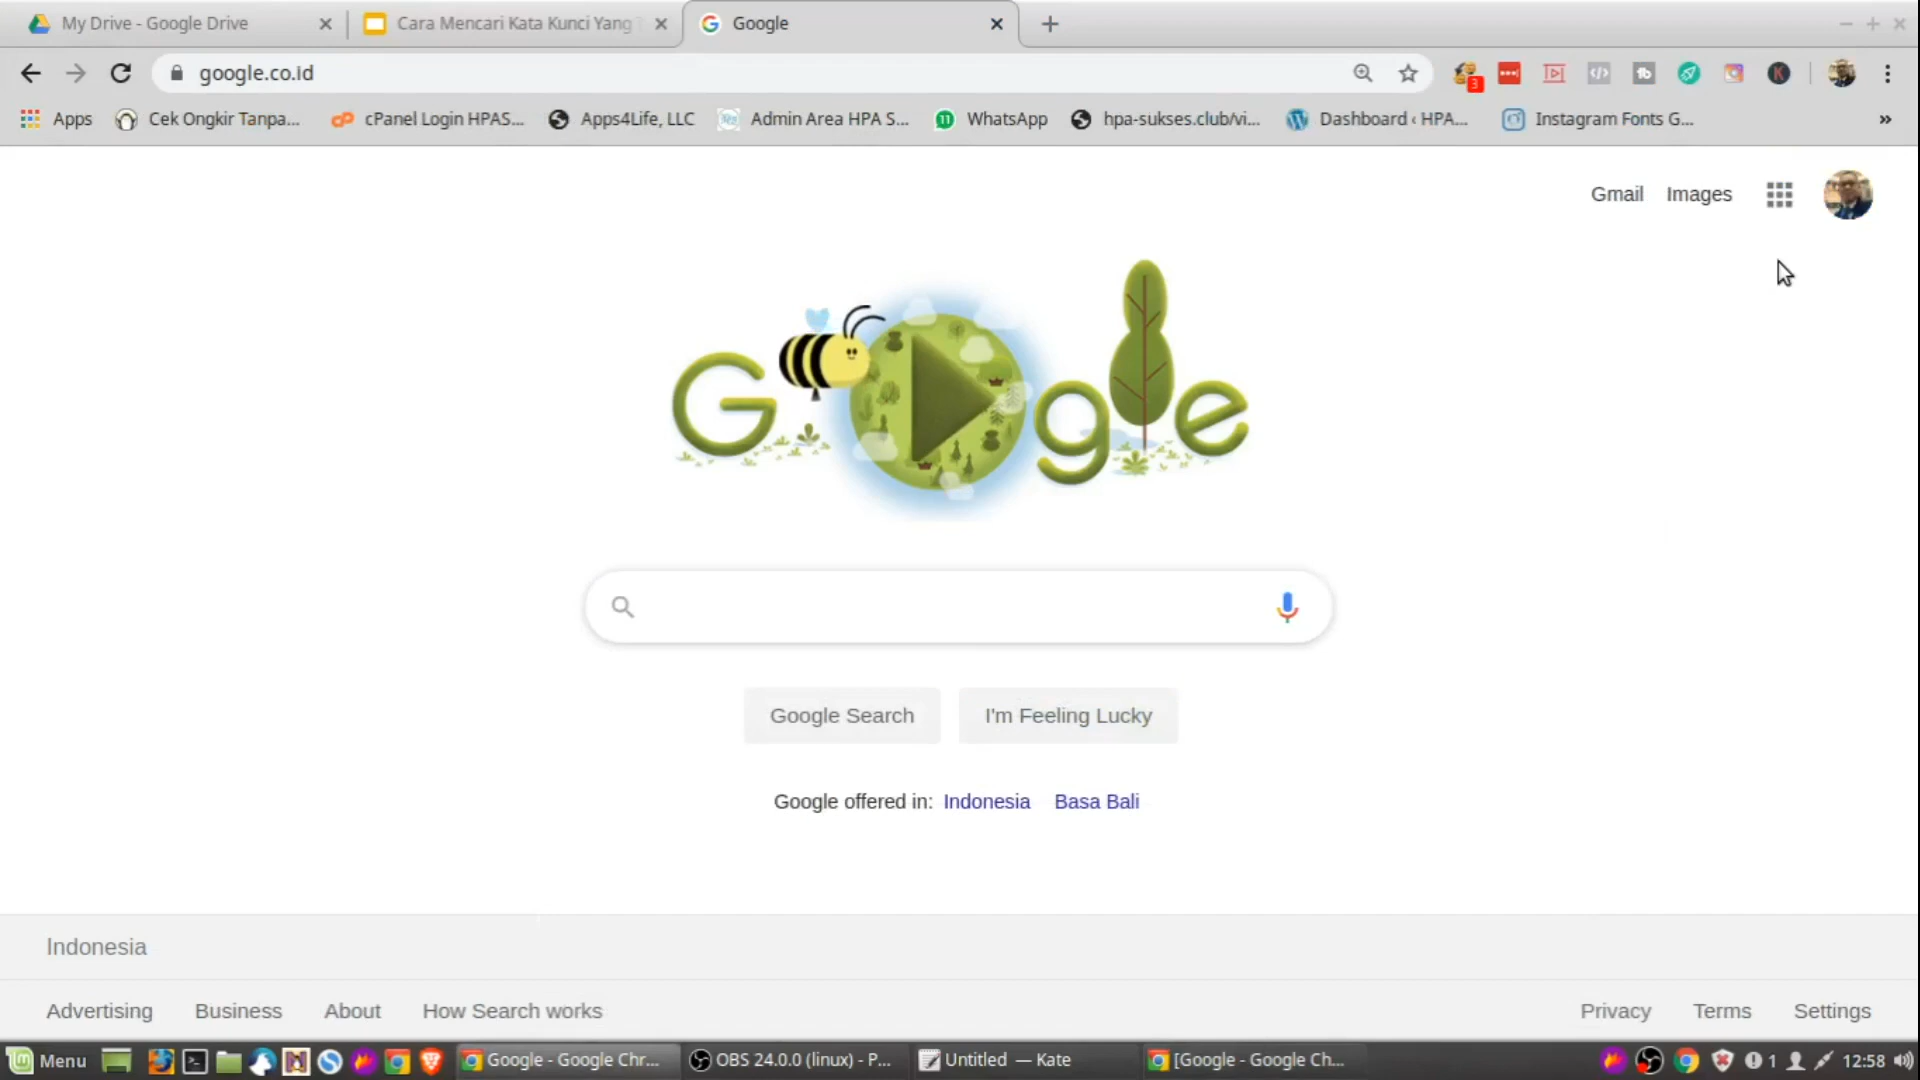 My Drive - Google Drive
Cara Mencari Kata Kunci Yang
Google
google.co.id
3
Apps
Cek Ongkir Tanpa...
cPanel Login HPAS...
Apps4Life, LLC
Admin Area HPA S...
WhatsApp
hpa-sukses.club/vi...
Dashboard ‹ HPA...
Instagram Fonts G...
»
Gmail
Images
Google
Google Search
I'm Feeling Lucky
Google offered in: Indonesia Basa Bali
Indonesia
Advertising
Business
About
How Search works
Privacy
Terms
Settings
Menu
Google - Google Chr...
OBS 24.0.0 (linux) - P...
Untitled — Kate
[Google - Google Ch...
1
12:58